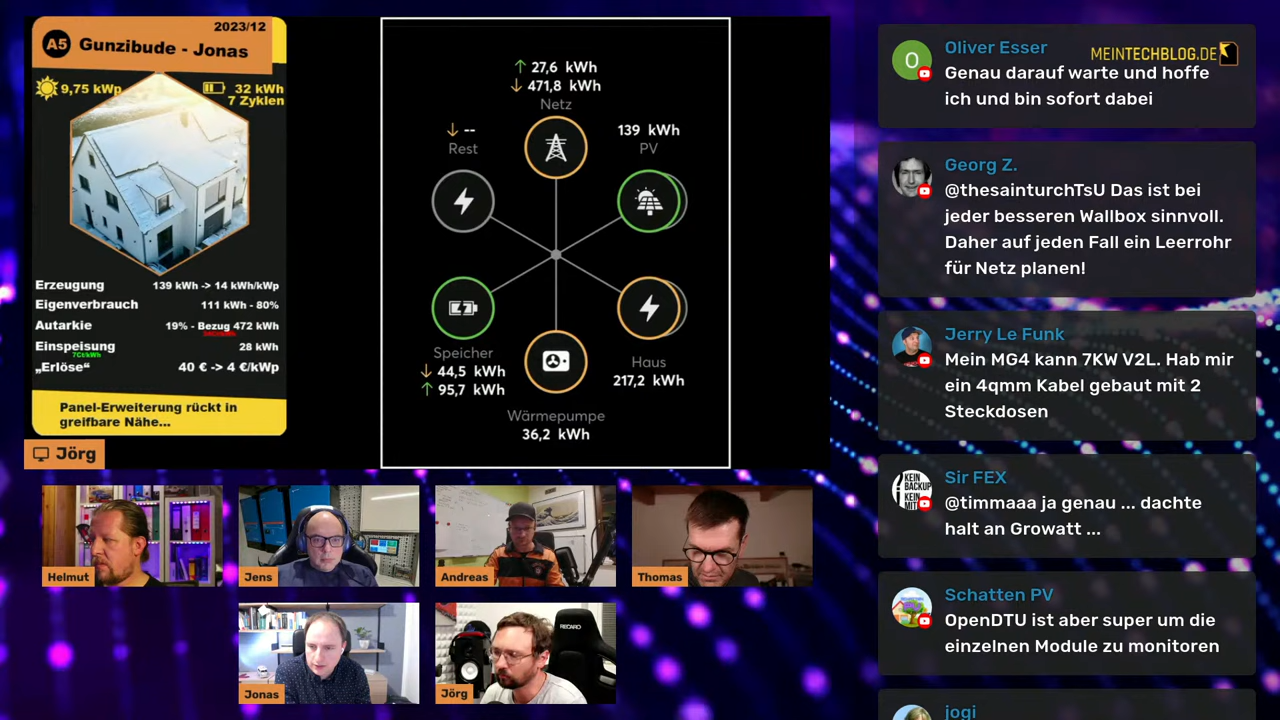 2023/12
A5 Gunzibude - Jonas
9,75 kWp
32 kWh
7 Zyklen
Erzeugung 139 kWh -> 14 kWh/kWp
Eigenverbrauch 111 kWh - 80%
Autarkie 19% - Bezug 472 kWh
Einspeisung 28 kWh
7Ct/kWh
„Erlöse“ 40 € -> 4 €/kWp
Panel-Erweiterung rückt in
greifbare Nähe...
Jörg
↑ 27,6 kWh
↓ 471,8 kWh
Netz
↓ --
Rest
139 kWh
PV
Speicher
↓ 44,5 kWh
↑ 95,7 kWh
Haus
217,2 kWh
Wärmepumpe
36,2 kWh
Helmut
Jens
Andreas
Thomas
Jonas
Jörg
RECARO
MEINTECHBLOG.DE
O
Oliver Esser
Genau darauf warte und hoffe
ich und bin sofort dabei
Georg Z.
@thesainturchTsU Das ist bei
jeder besseren Wallbox sinnvoll.
Daher auf jeden Fall ein Leerrohr
für Netz planen!
Jerry Le Funk
Mein MG4 kann 7KW V2L. Hab mir
ein 4qmm Kabel gebaut mit 2
Steckdosen
KEIN
BACKUP
KEIN
Sir FEX
@timmaaa ja genau ... dachte
halt an Growatt ...
Schatten PV
OpenDTU ist aber super um die
einzelnen Module zu monitoren
jogi